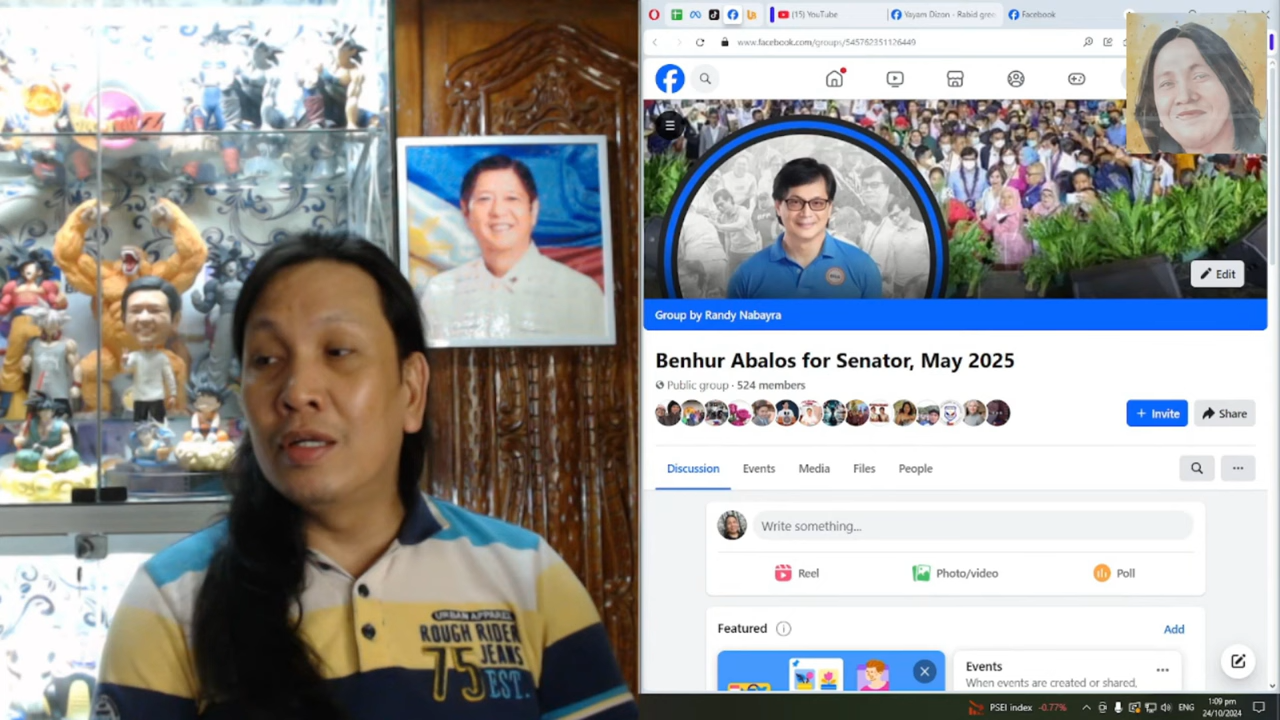 URBAN APPAREL
ROUGH RIDER
75 JEANS
EST.
(15) YouTube
Yayam Dizon - Rabid gree
Facebook
www.facebook.com/groups/545762351126449
Edit
Group by Randy Nabayra
Benhur Abalos for Senator, May 2025
Public group · 524 members
+ Invite
Share
Discussion
Events
Media
Files
People
Write something...
Reel
Photo/video
Poll
Featured
Add
Events
When events are created or shared,
PSEI index -0.77%
ENG
1:09 pm
24/10/2024